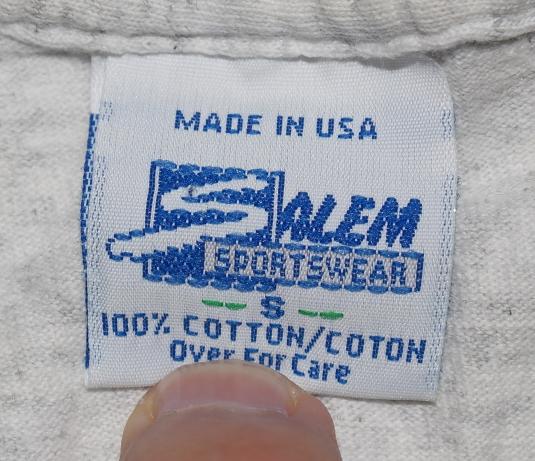 MADE IN USA
SALEM
SPORTSWEAR
S
100% COTTON/COTON
Over For Care